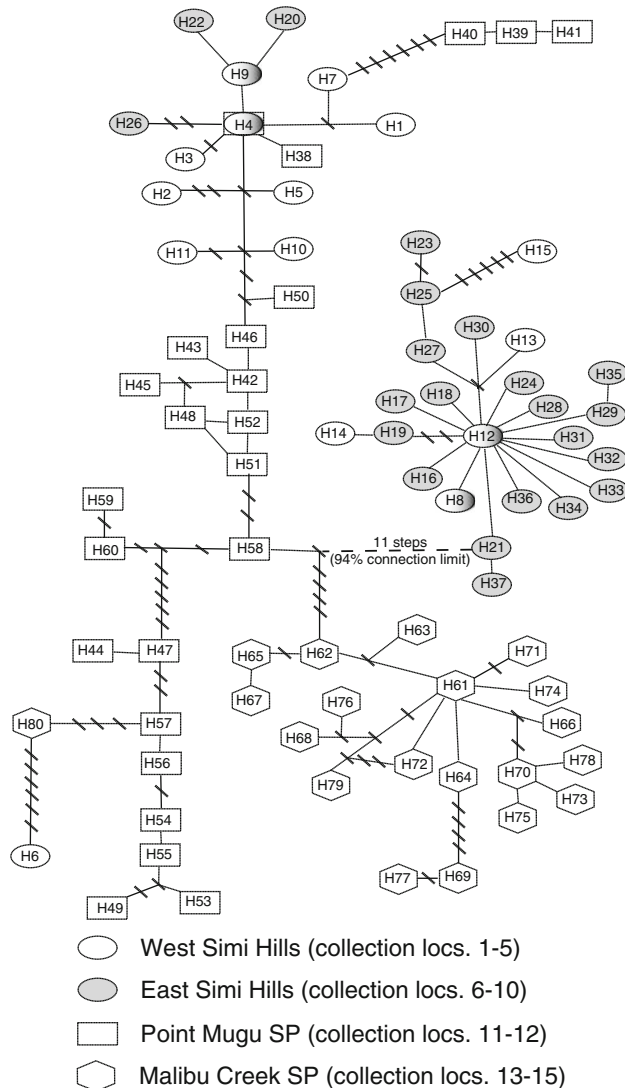 H22 H20
H40 H39 H41
H9 H7
H26 H4 H1
H3 H38
H2 H5
H11 H10
H23 H15
H50 H25
H30
H46 H13
H43 H27
H45 H42 H24 H35
H17 H18 H28
H48 H52 H29
H14 H19 H12 H31
H51 H32
H16
H59 H8 H36 H34 H33
H60 H58 11 steps H21
(94% connection limit)
H37
H63
H44 H47 H65 H62 H71
H61 H74
H67
H80 H57 H76 H66
H68
H56 H72 H64 H70 H78
H79
H54 H75 H73
H6 H55
H77 H69
H49 H53
West Simi Hills (collection locs. 1-5)
East Simi Hills (collection locs. 6-10)
Point Mugu SP (collection locs. 11-12)
Malibu Creek SP (collection locs. 13-15)